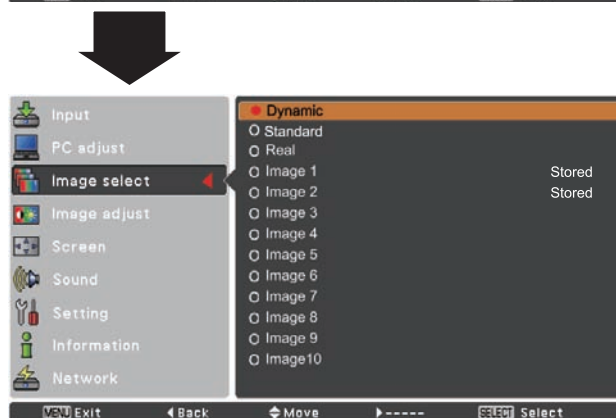 Input
PC adjust
Image select
Image adjust
Screen
Sound
Setting
Information
Network
Dynamic
Standard
Real
Image 1 Stored
Image 2 Stored
Image 3
Image 4
Image 5
Image 6
Image 7
Image 8
Image 9
Image10
MENU Exit Back Move ----- SELECT Select